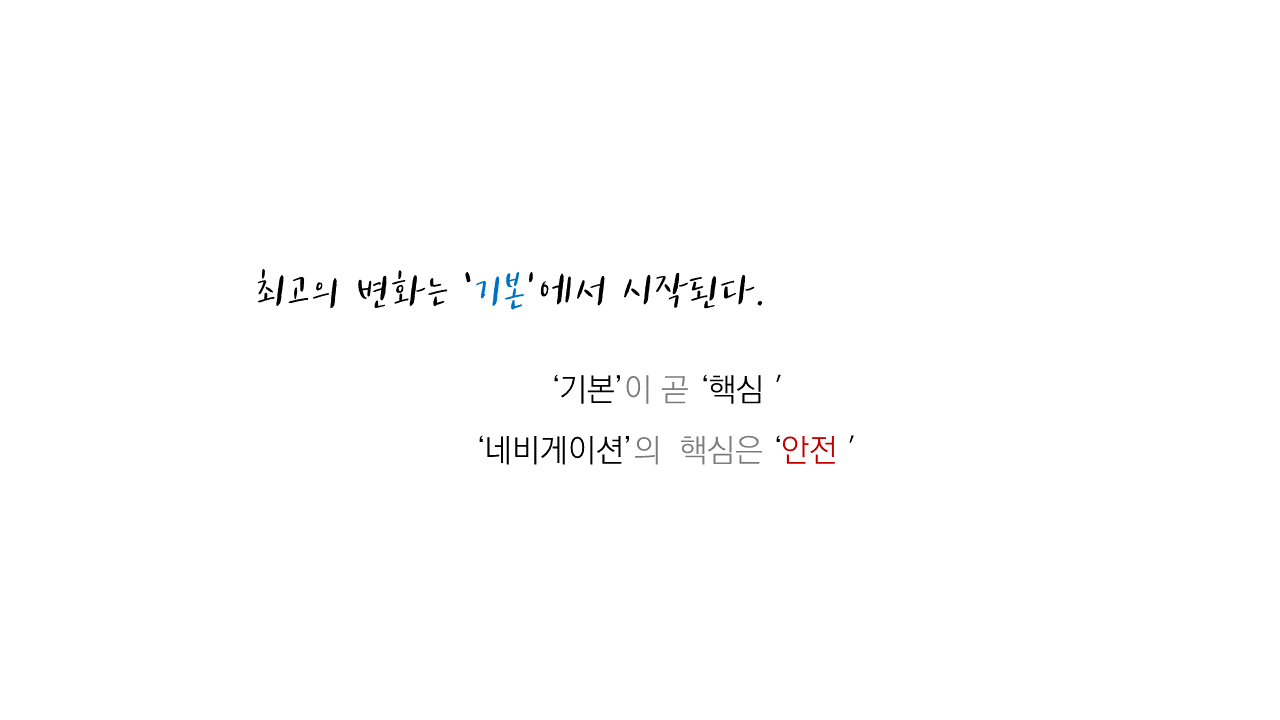 최고의 변화는 '기본'에서 시작된다.
‘기본’이 곧 ‘핵심 ′
‘네비게이션’의 핵심은 ‘안전 ′